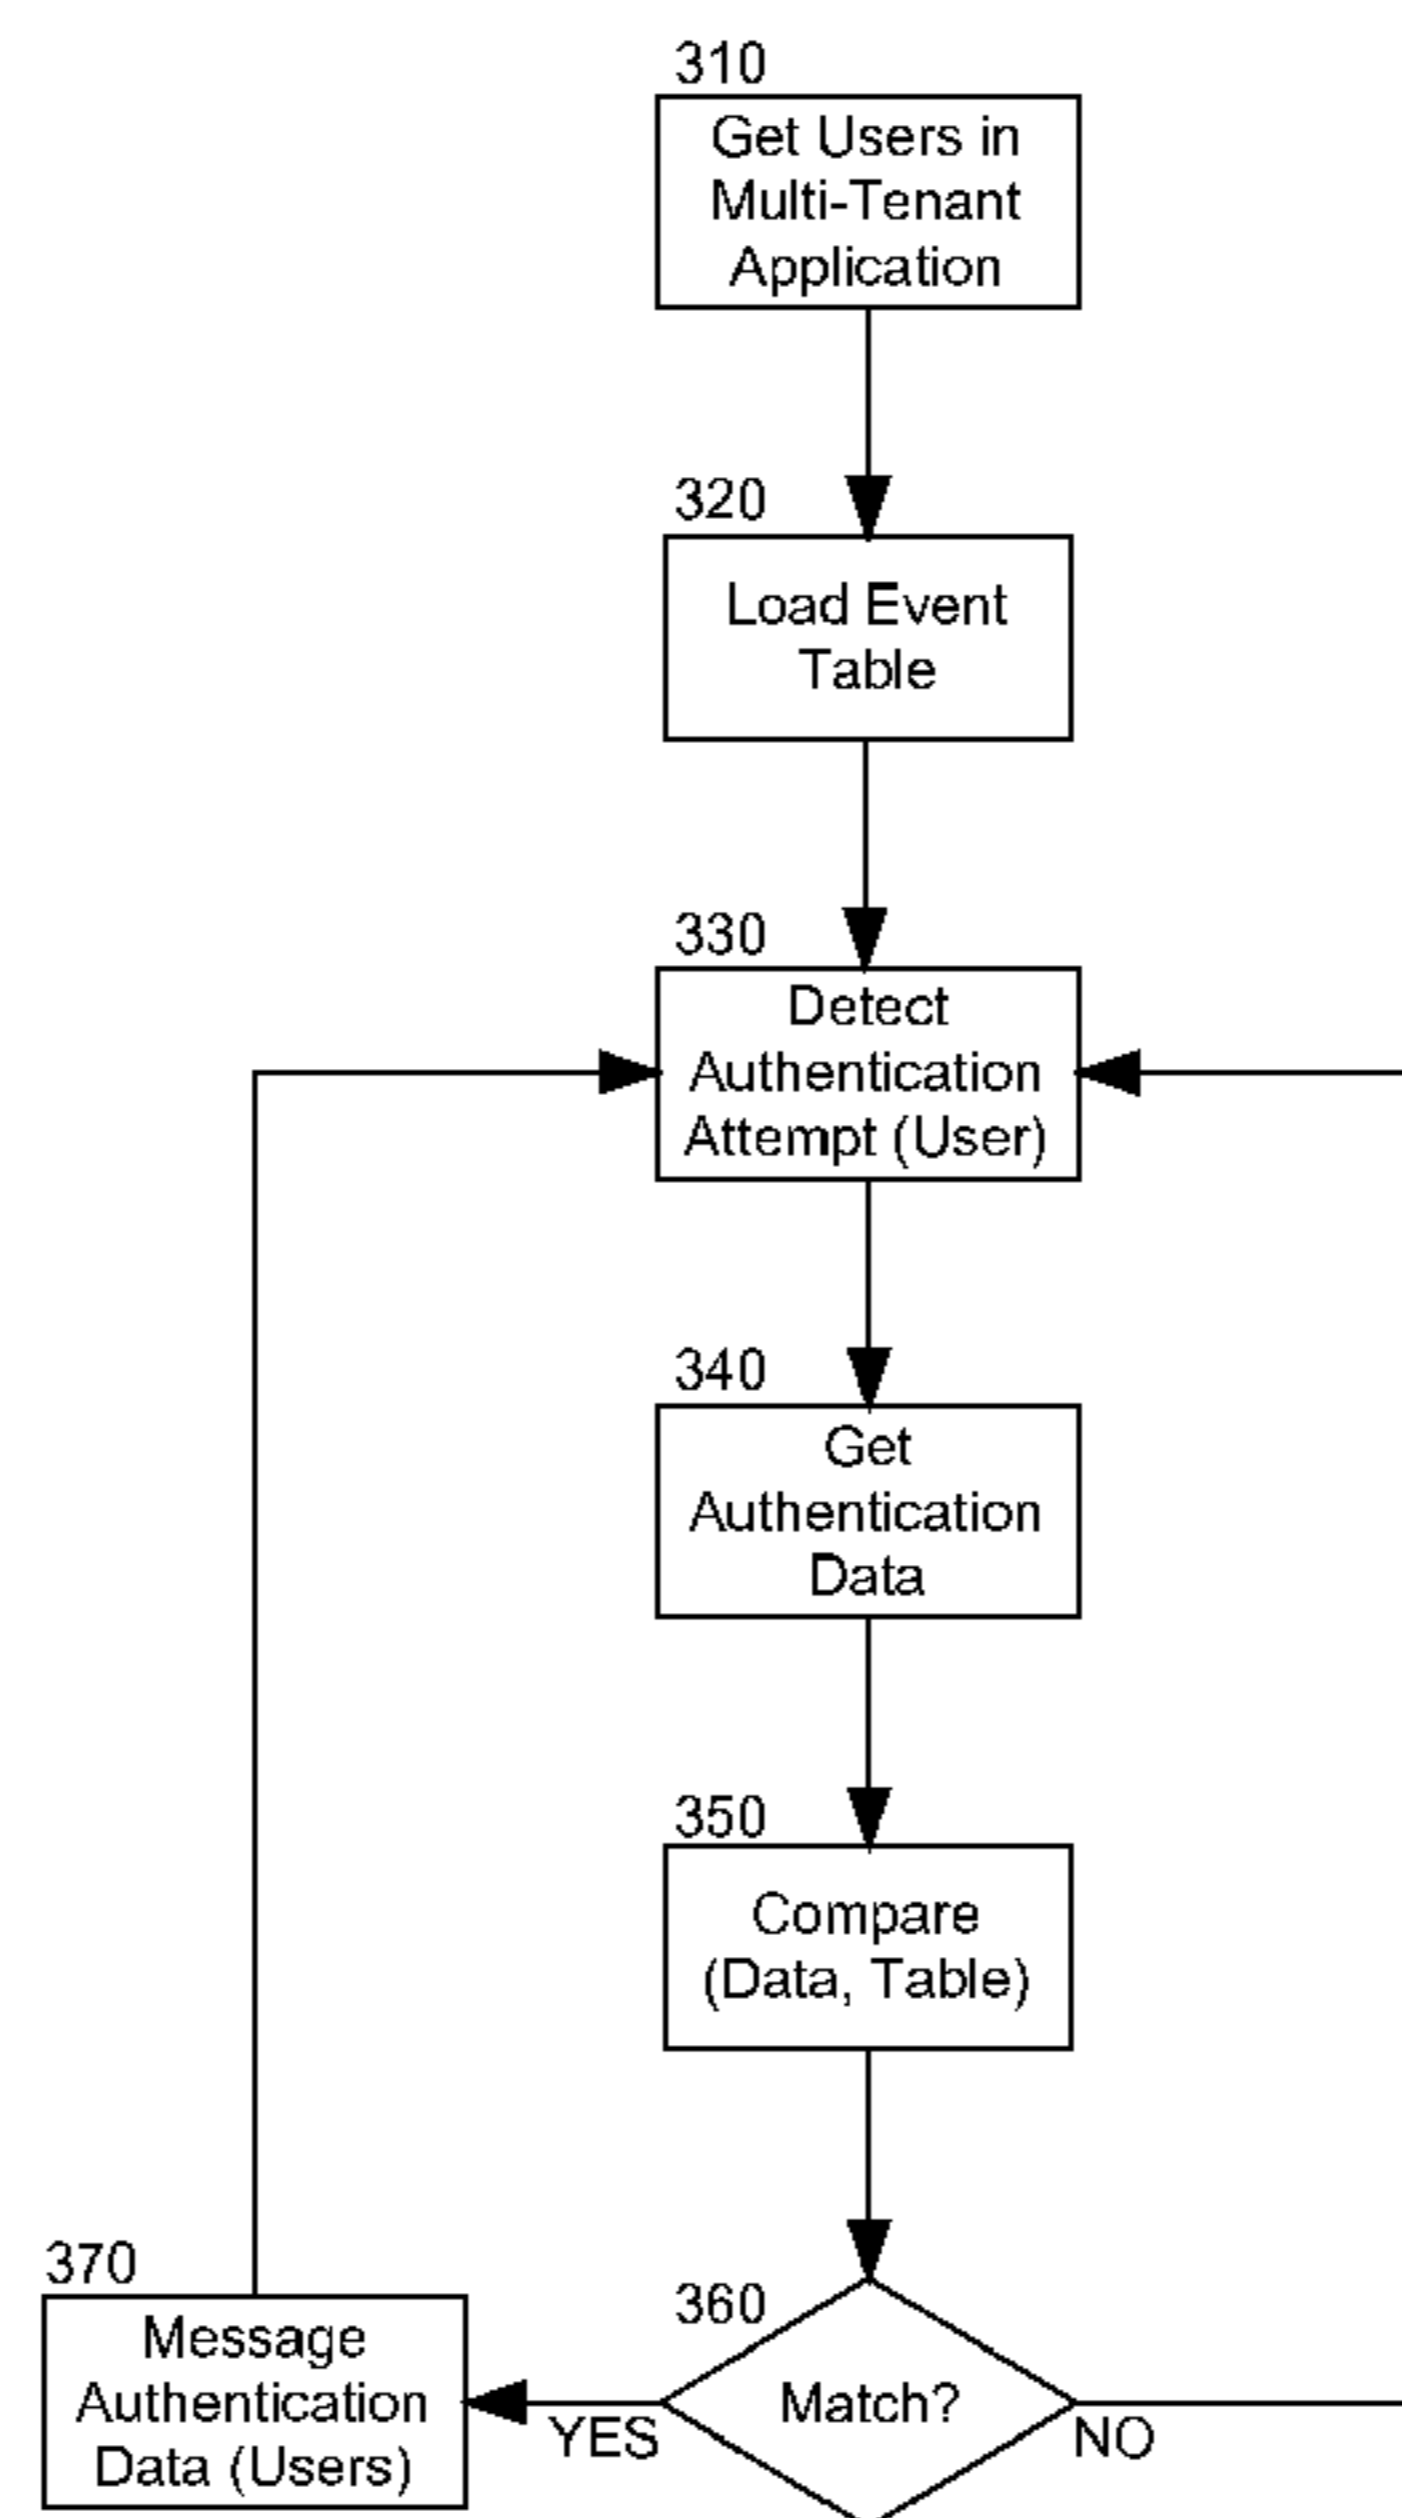 310
Get Users in
Multi-Tenant
Application
320
Load Event
Table
330
Detect
Authentication
Attempt (User)
340
Get
Authentication
Data
350
Compare
(Data, Table)
360
Match?
YES
NO
370
Message
Authentication
Data (Users)